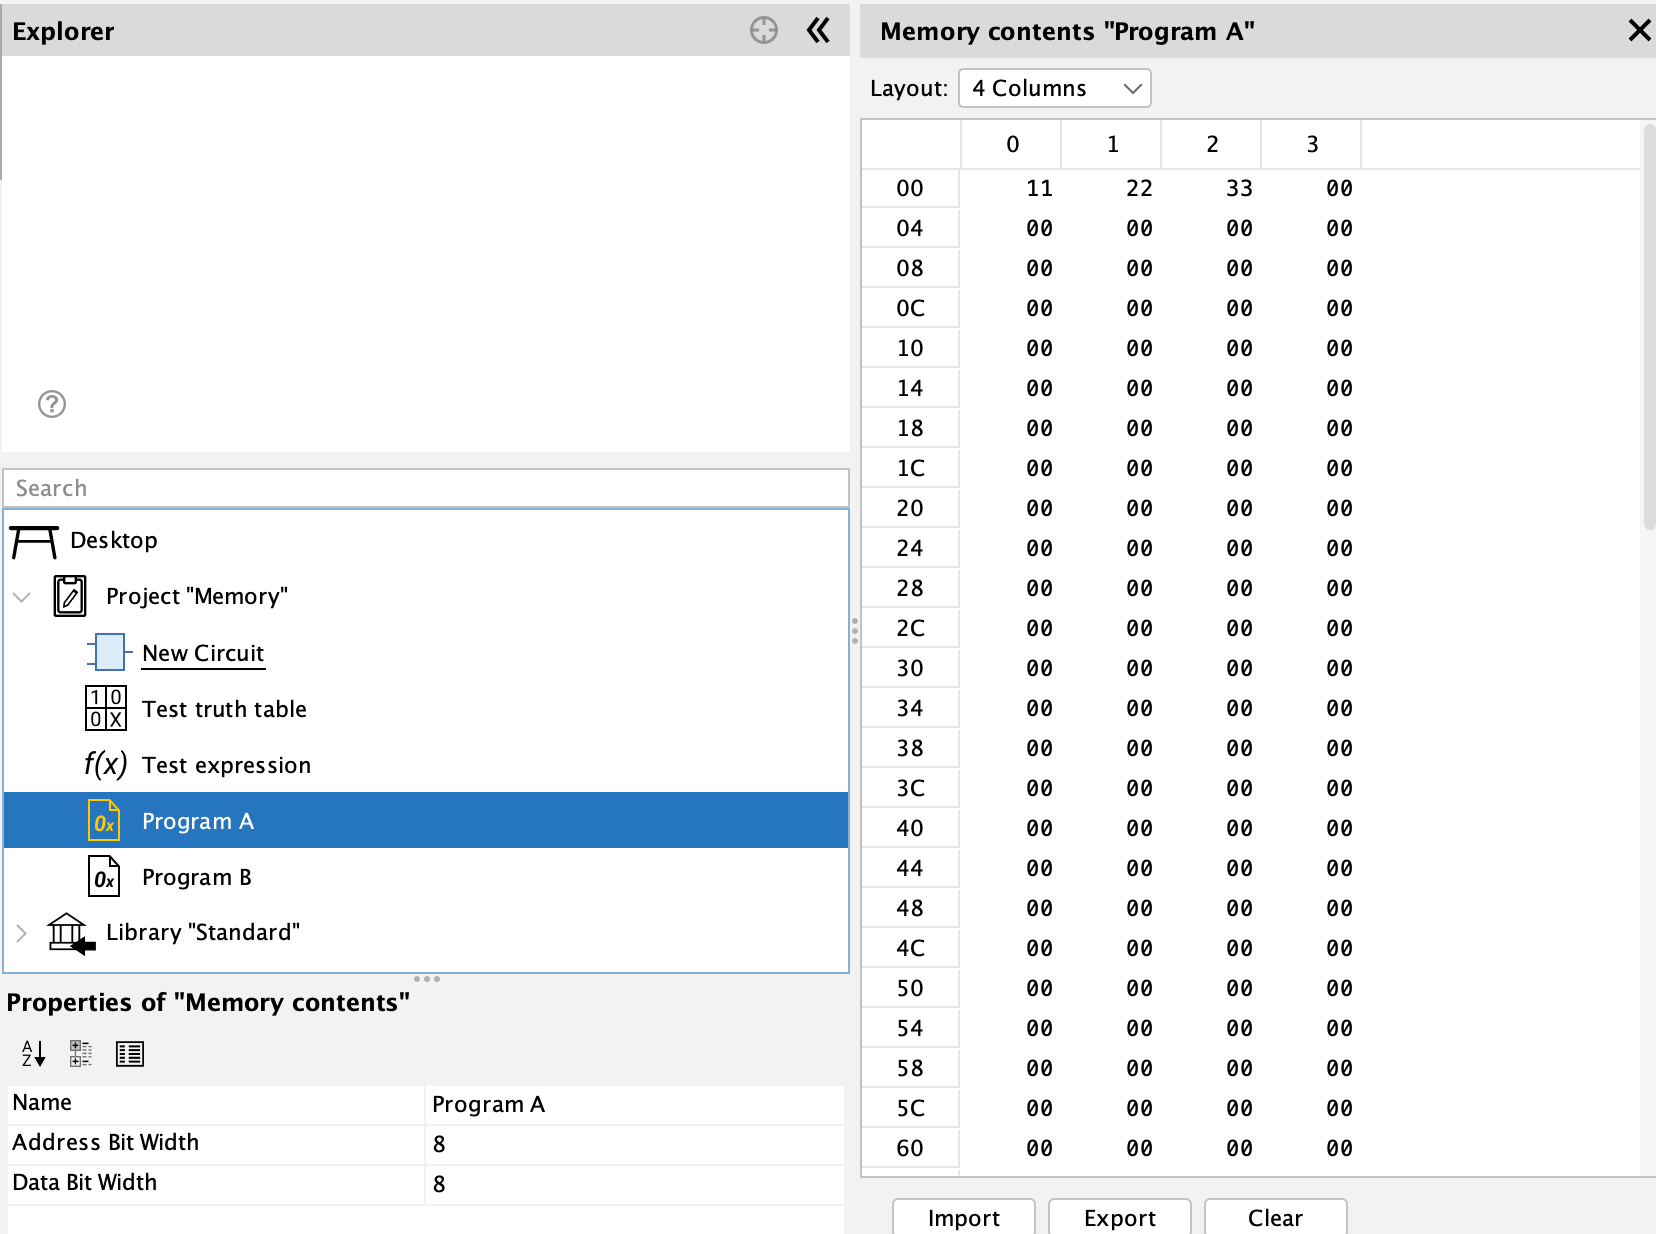 Explorer
?
Search
Desktop
Project "Memory"
New Circuit
1 0
0 X
Test truth table
f(x) Test expression
0x Program A
0x Program B
Library "Standard"
Properties of "Memory contents"
A
Z
Name Program A
Address Bit Width 8
Data Bit Width 8
Memory contents "Program A"
Layout: 4 Columns
0 1 2 3
00 11 22 33 00
04 00 00 00 00
08 00 00 00 00
0C 00 00 00 00
10 00 00 00 00
14 00 00 00 00
18 00 00 00 00
1C 00 00 00 00
20 00 00 00 00
24 00 00 00 00
28 00 00 00 00
2C 00 00 00 00
30 00 00 00 00
34 00 00 00 00
38 00 00 00 00
3C 00 00 00 00
40 00 00 00 00
44 00 00 00 00
48 00 00 00 00
4C 00 00 00 00
50 00 00 00 00
54 00 00 00 00
58 00 00 00 00
5C 00 00 00 00
60 00 00 00 00
Import Export Clear